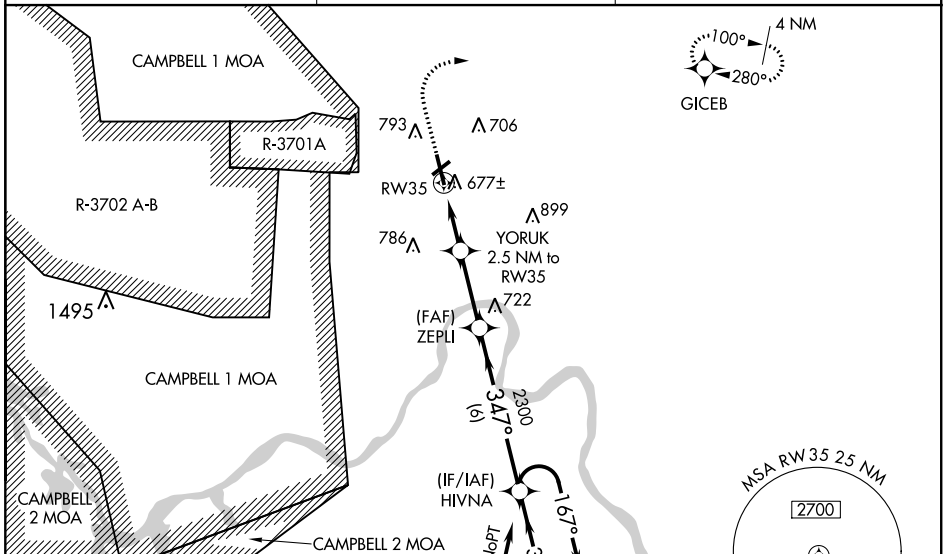 CAMPBELL 1 MOA
R-3701A
R-3702 A-B
1495
CAMPBELL 1 MOA
CAMPBELL
2 MOA
CAMPBELL 2 MOA
793
706
RW35
677±
899
786
YORUK
2.5 NM to
RW35
722
(FAF)
ZEPLI
2300
347°
(6)
(IF/IAF)
HIVNA
167°
4 NM
100°
280°
GICEB
MSA RW35 25 NM
2700